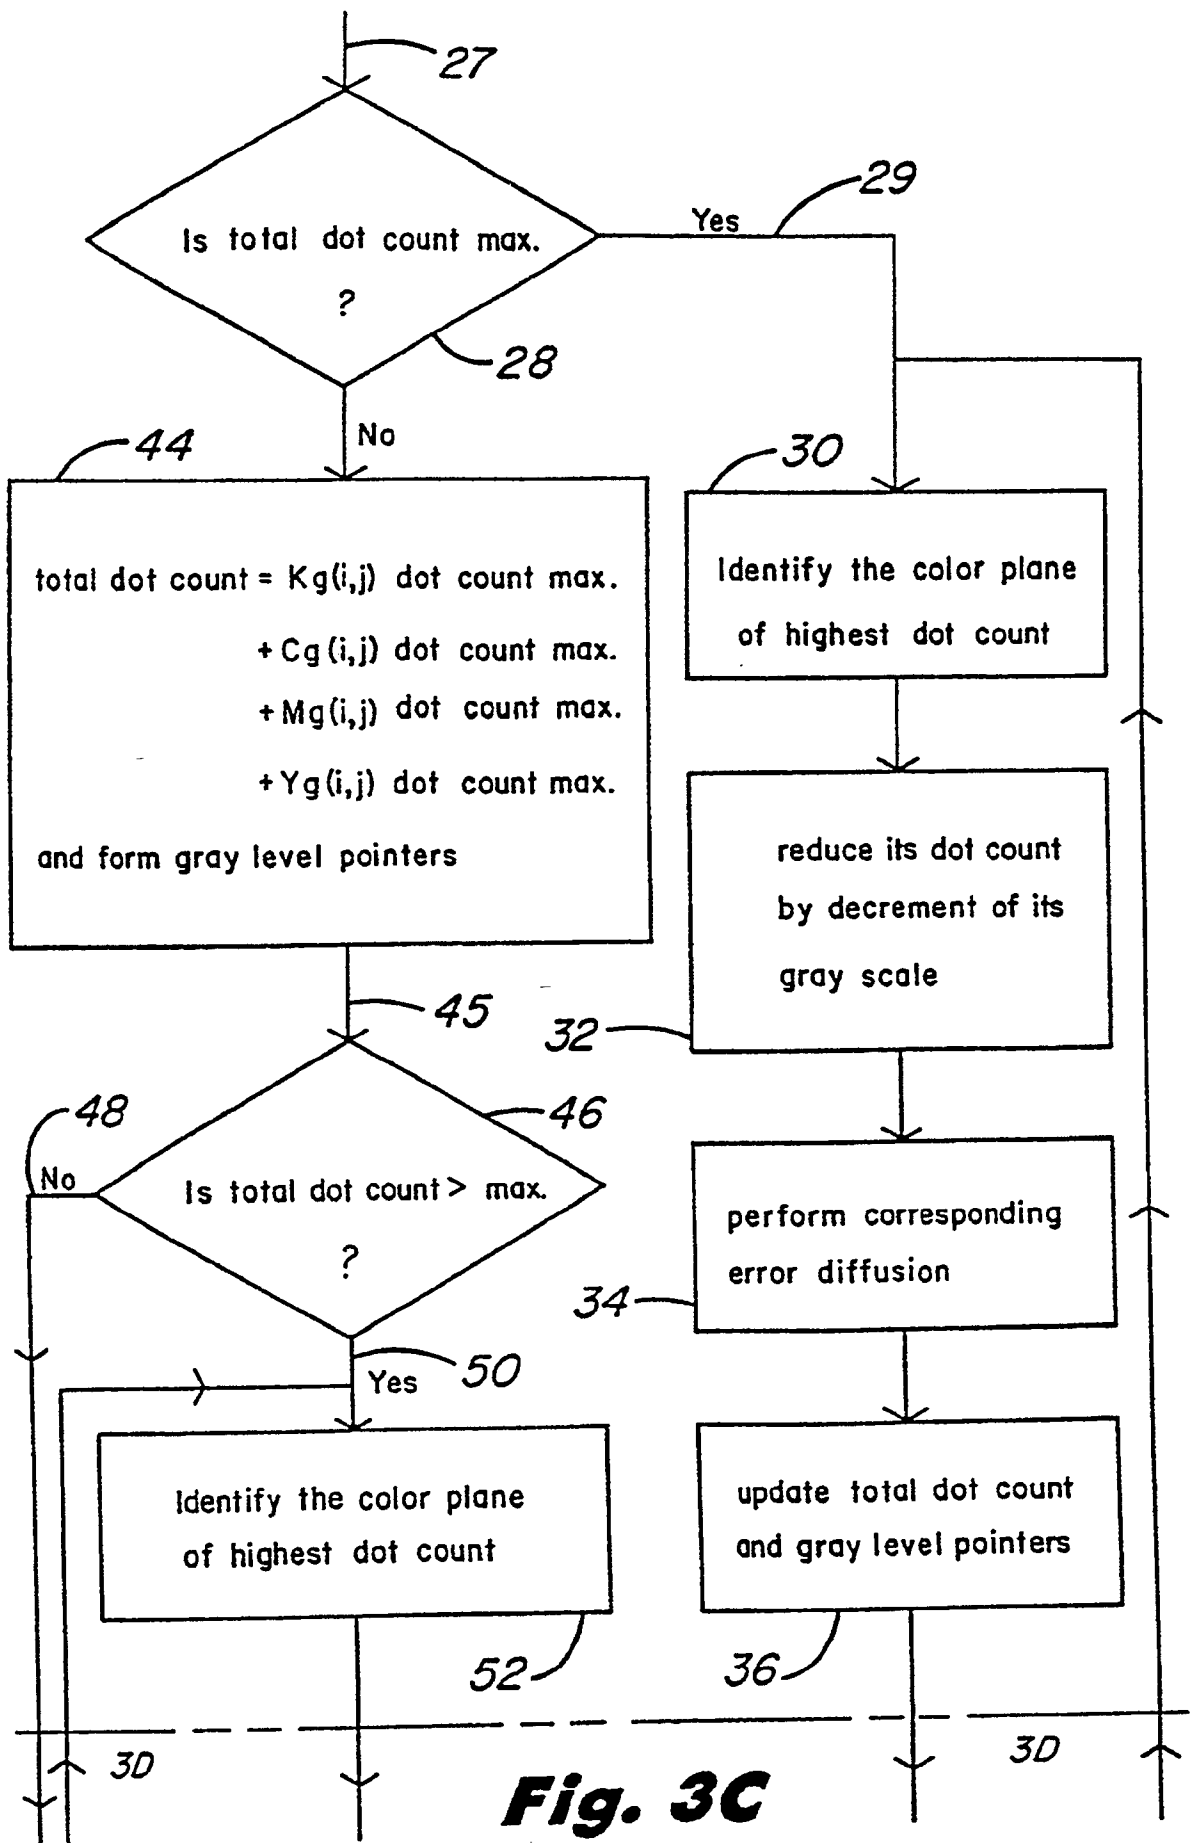 27
Is total dot count max.
?
28
Yes
29
No
44
total dot count = Kg(i,j) dot count max.
+ Cg(i,j) dot count max.
+ Mg(i,j) dot count max.
+ Yg(i,j) dot count max.
and form gray level pointers
30
Identify the color plane
of highest dot count
reduce its dot count
by decrement of its
gray scale
32
45
46
48
No
Is total dot count > max.
?
perform corresponding
error diffusion
34
50
Yes
Identify the color plane
of highest dot count
52
update total dot count
and gray level pointers
36
3D
3D
Fig. 3C